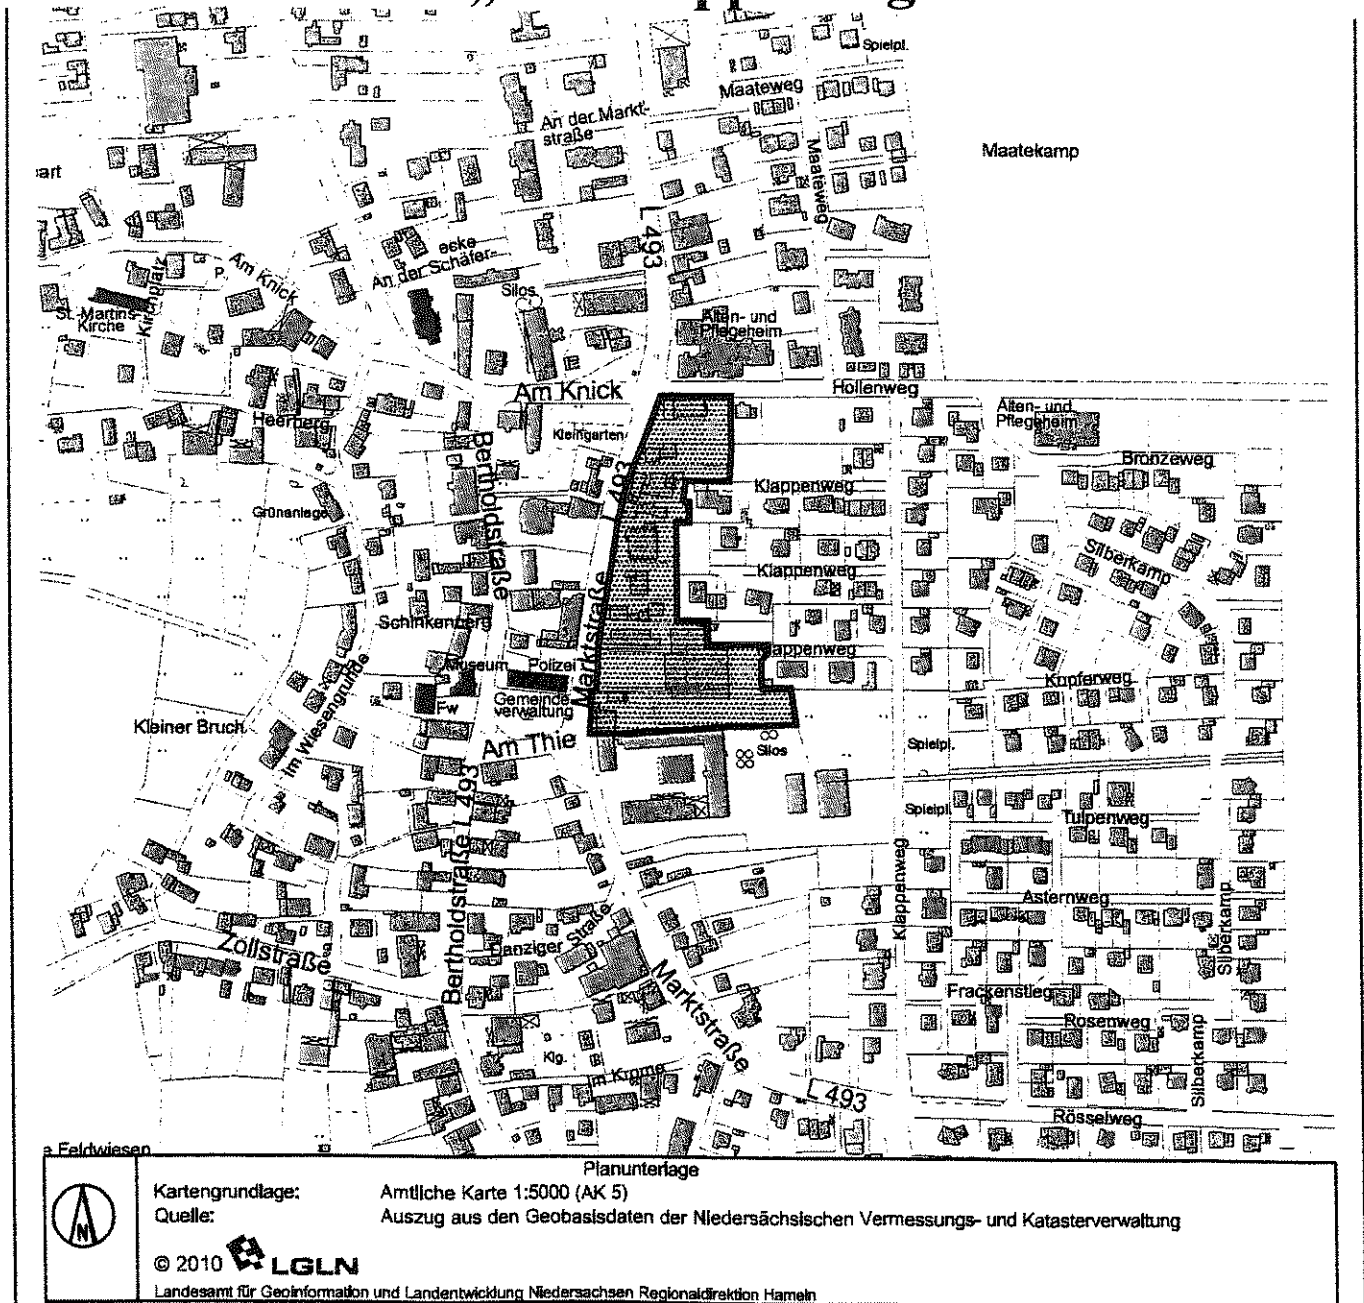 Spielpl.
Maateweg
An der Markt-
straße
Maatekamp
Maateweg
L 493
ecke
An der Schäfer-
Am Knick
P
Kirchplatz
St.-Martins-
Kirche
Silos
Alten- und
Pflegeheim
Am Knick
Hollenweg
Heerberg
Kleingarten
Alten- und
Pflegeheim
Bronzeweg
Bertholdstraße
L 493
Klappenweg
Grünanlage
Silberkamp
Klappenweg
Marktstraße
Schinkenberg
Klappenweg
Museum
Polizei
Kupferweg
Fw
Gemeinde-
verwaltung
Im Wiesengrunde
Kleiner Bruch
Am Thie
Silos
Spielpl.
Spielpl.
Tulpenweg
Bertholdstraße L 493
Klappenweg
Asternweg
Silberkamp
Danziger Straße
Zollstraße
Marktstraße
Frackenstieg
Rosenweg
Klg.
Im Krome
Silberkamp
L 493
Rösselweg
e Feldwiesen
Planunterlage
Kartengrundlage: Amtliche Karte 1:5000 (AK 5)
Quelle: Auszug aus den Geobasisdaten der Niedersächsischen Vermessungs- und Katasterverwaltung
N
© 2010 LGLN
Landesamt für Geoinformation und Landentwicklung Niedersachsen Regionaldirektion Hameln